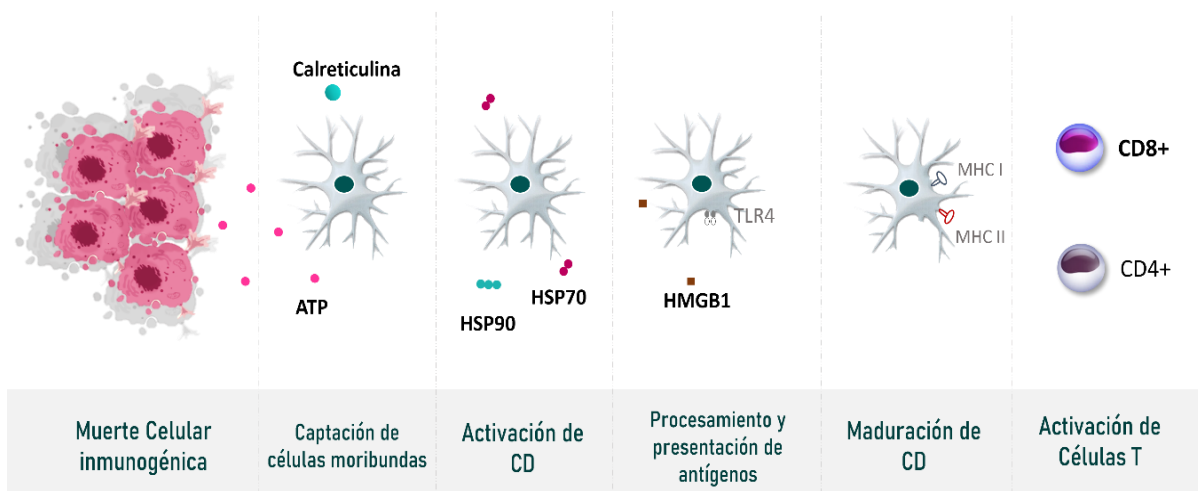 Calreticulina
ATP
HSP90
HSP70
TLR4
HMGB1
MHC I
MHC II
CD8+
CD4+
Muerte Celular
inmunogénica
Captación de
células moribundas
Activación de
CD
Procesamiento y
presentación de
antígenos
Maduración de
CD
Activación de
Células T